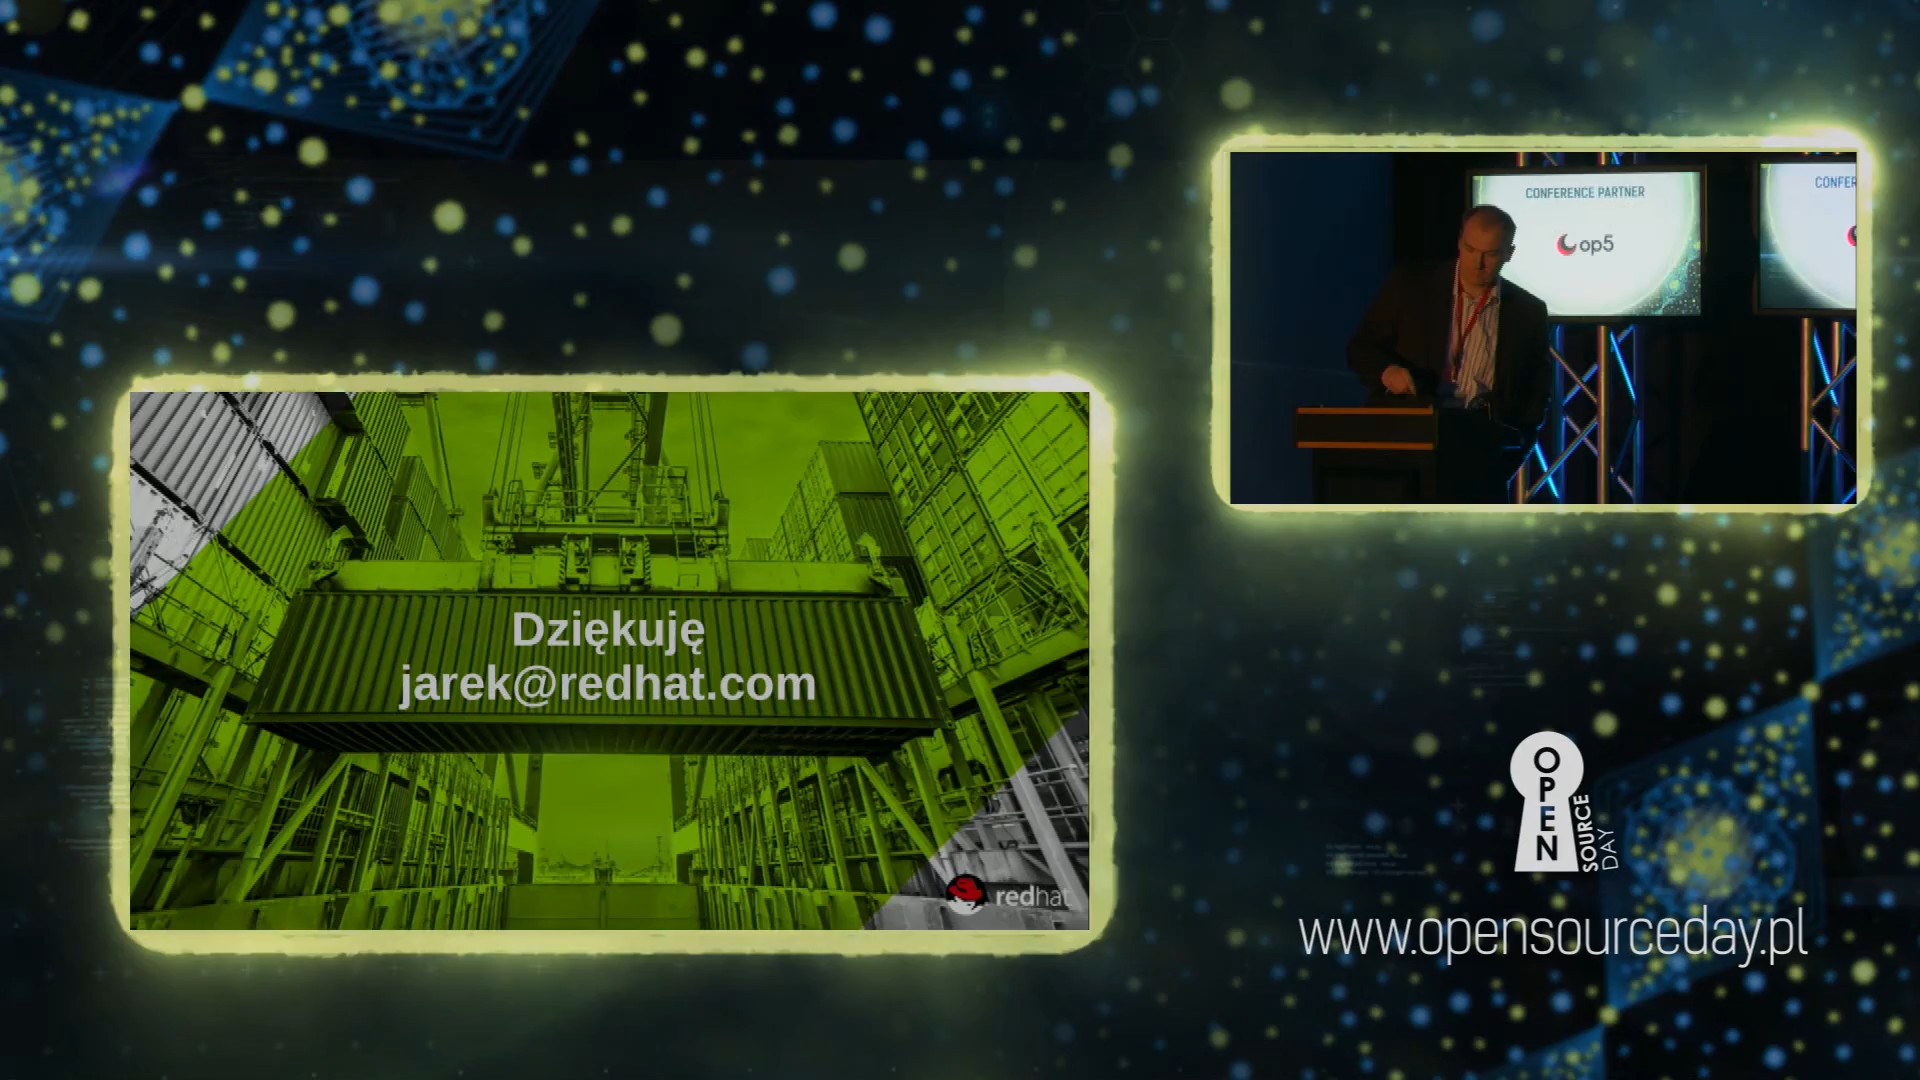 CONFERENCE PARTNER
op5
CONFER
Dziękuję
jarek@redhat.com
redhat
OPEN
SOURCE
DAY
www.opensourceday.pl